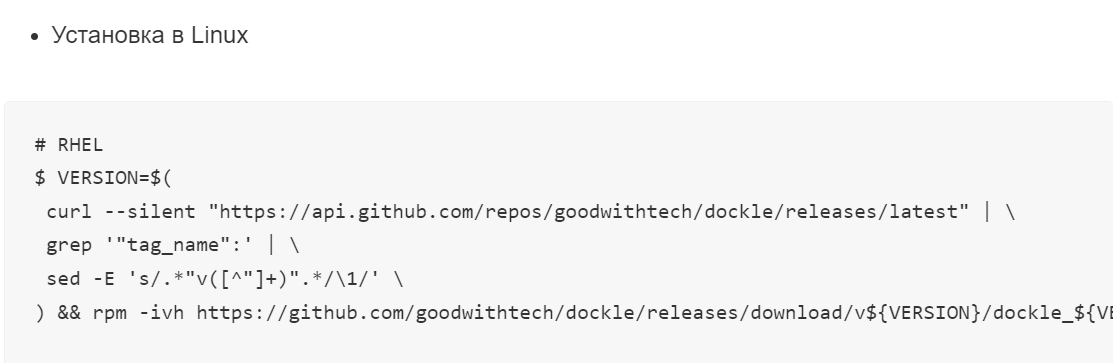 • Установка в Linux
# RHEL
$ VERSION=$(
curl --silent "https://api.github.com/repos/goodwithtech/dockle/releases/latest" | \
grep '"tag_name":' | \
sed -E 's/.*"v([^"]+)".*/\1/' \
) && rpm -ivh https://github.com/goodwithtech/dockle/releases/download/v${VERSION}/dockle_${VE